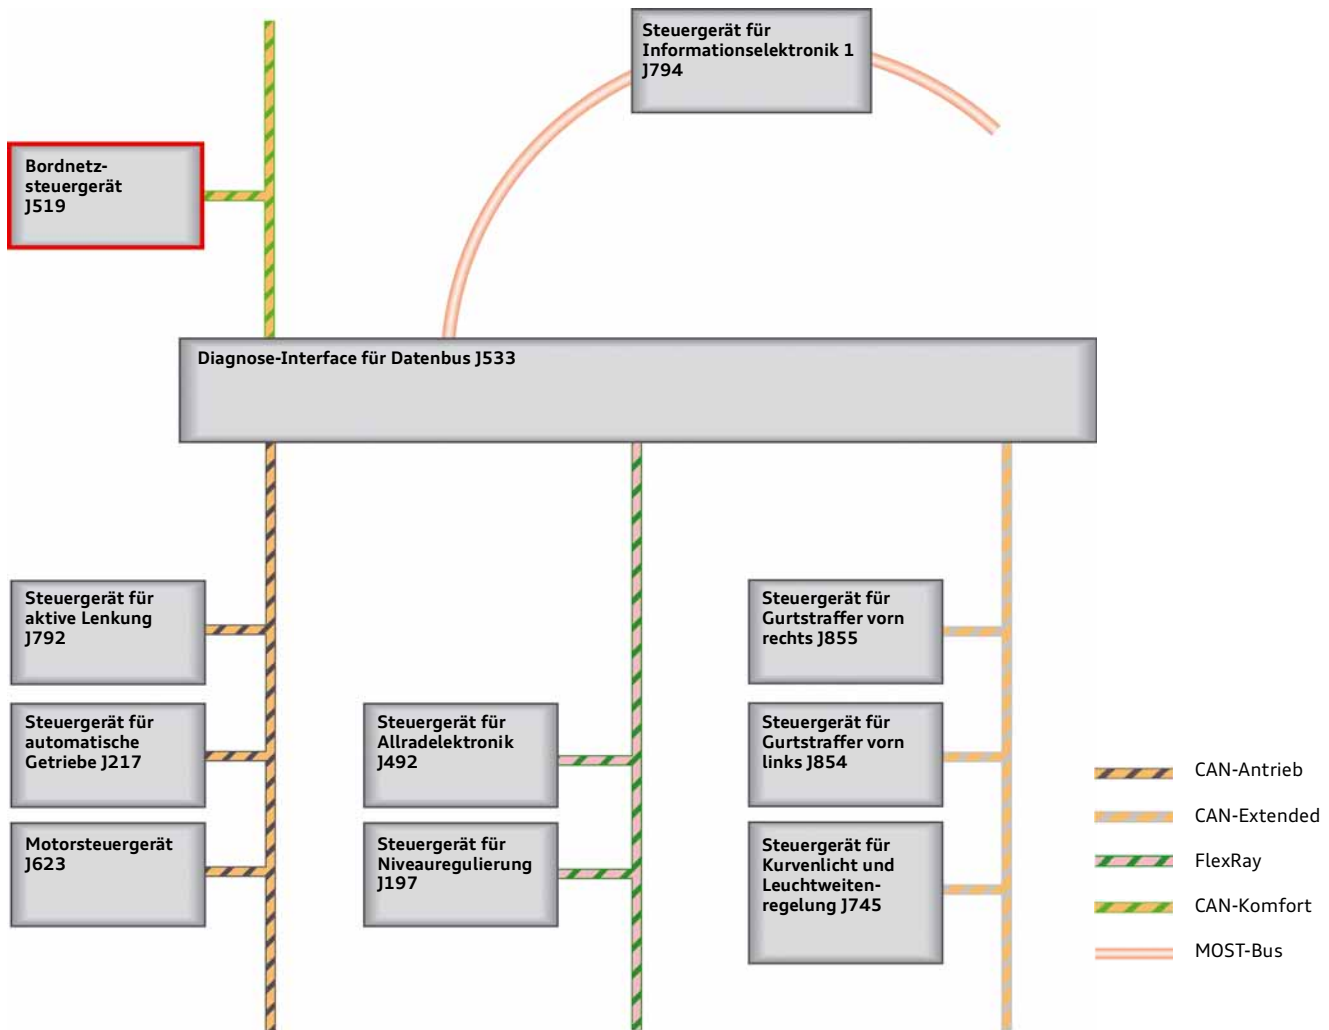 Steuergerät für
Informationselektronik 1
J794
Bordnetz-
steuergerät
J519
Diagnose-Interface für Datenbus J533
Steuergerät für
aktive Lenkung
J792
Steuergerät für
automatische
Getriebe J217
Motorsteuergerät
J623
Steuergerät für
Allradelektronik
J492
Steuergerät für
Niveauregulierung
J197
Steuergerät für
Gurtstraffer vorn
rechts J855
Steuergerät für
Gurtstraffer vorn
links J854
Steuergerät für
Kurvenlicht und
Leuchtweiten-
regelung J745
CAN-Antrieb
CAN-Extended
FlexRay
CAN-Komfort
MOST-Bus